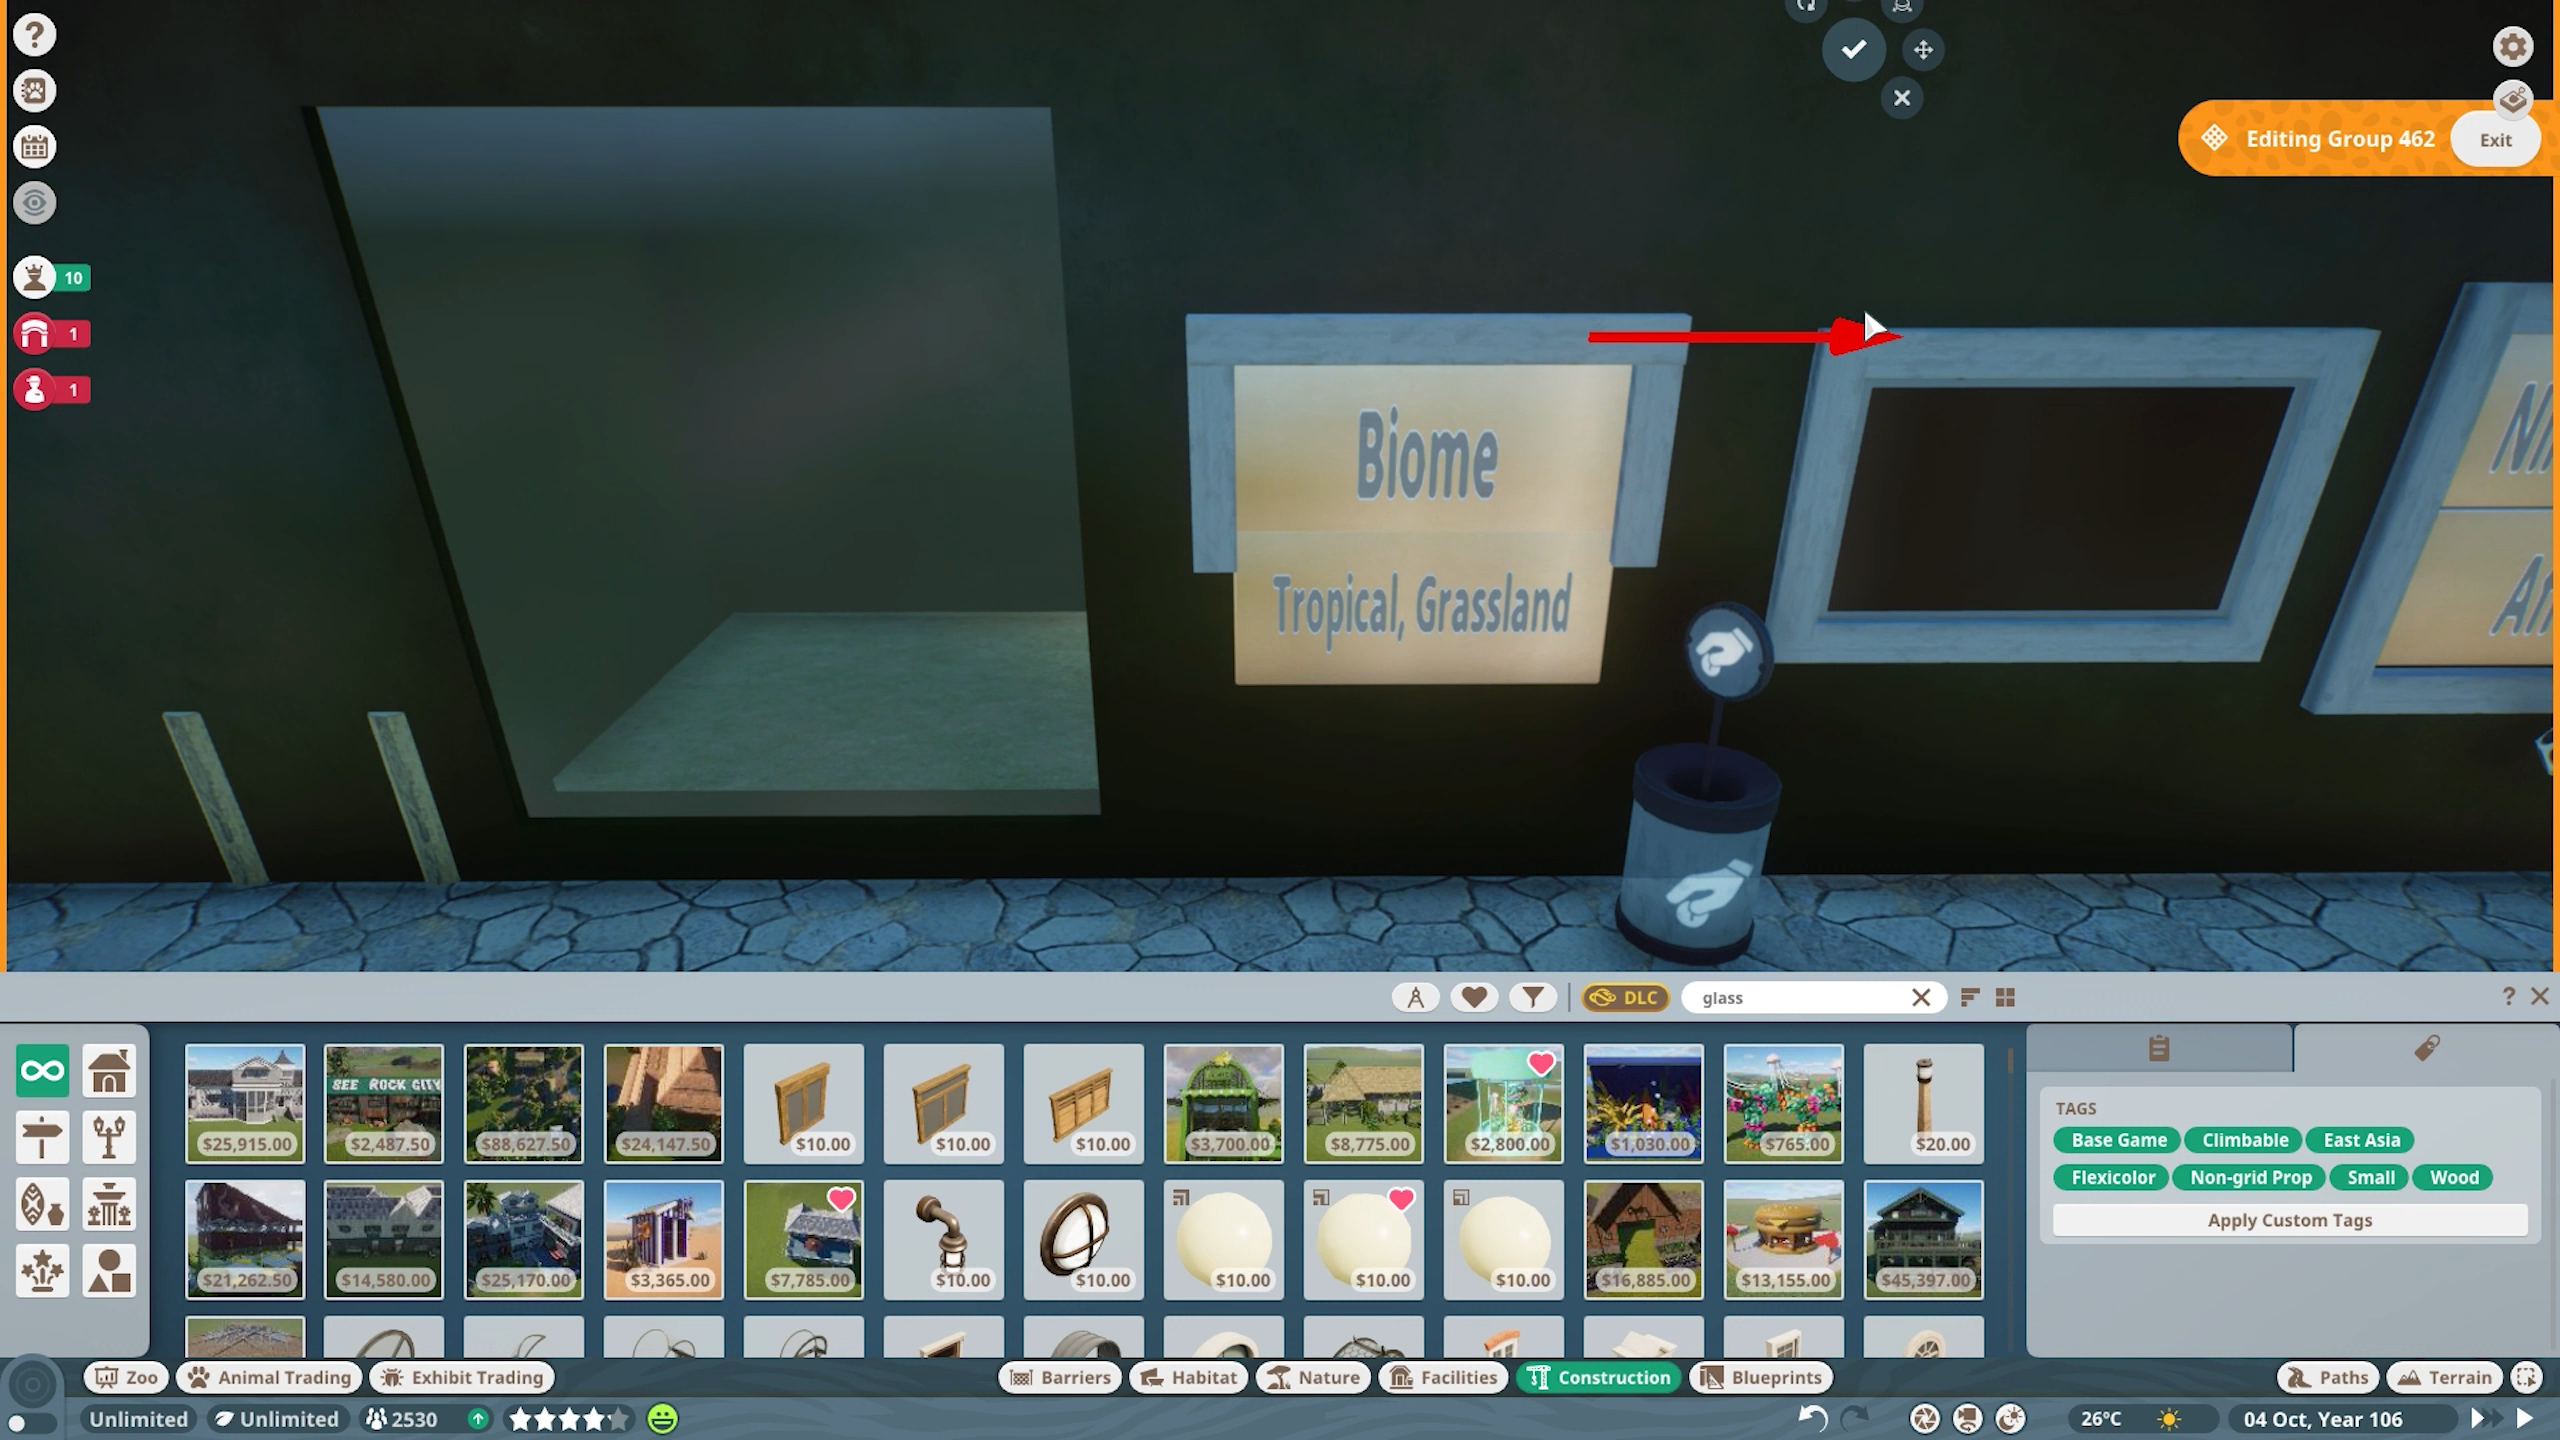 ?
10
1
1
Editing Group 462
Exit
Biome
Tropical, Grassland
DLC
glass
?
$25,915.00
SEE ROCK CITY
$2,487.50
$88,627.50
$24,147.50
$10.00
$10.00
$10.00
$3,700.00
$8,775.00
$2,800.00
$1,030.00
$765.00
$20.00
$21,262.50
$14,580.00
$25,170.00
$3,365.00
$7,785.00
$10.00
$10.00
$10.00
$10.00
$10.00
$16,885.00
$13,155.00
$45,397.00
TAGS
Base Game
Climbable
East Asia
Flexicolor
Non-grid Prop
Small
Wood
Apply Custom Tags
Zoo
Animal Trading
Exhibit Trading
Barriers
Habitat
Nature
Facilities
Construction
Blueprints
Paths
Terrain
Unlimited
Unlimited
2530
26°C
04 Oct, Year 106